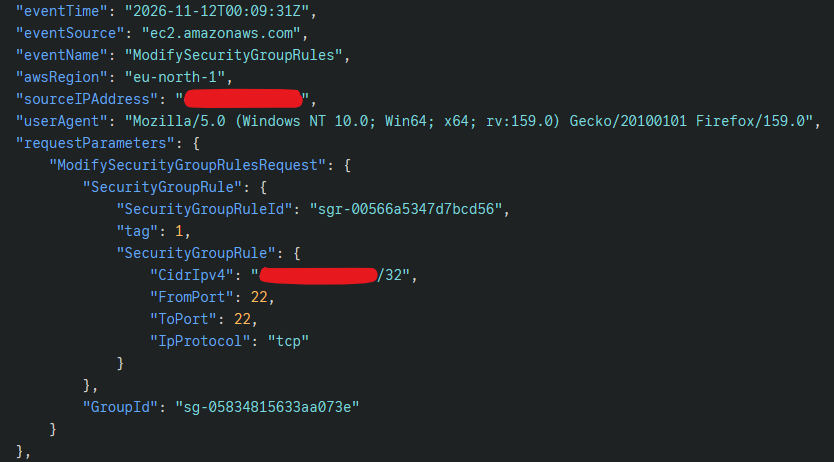 "eventTime": "2026-11-12T00:09:31Z",
"eventSource": "ec2.amazonaws.com",
"eventName": "ModifySecurityGroupRules",
"awsRegion": "eu-north-1",
"sourceIPAddress": "",
"userAgent": "Mozilla/5.0 (Windows NT 10.0; Win64; x64; rv:159.0) Gecko/20100101 Firefox/159.0",
"requestParameters": {
"ModifySecurityGroupRulesRequest": {
"SecurityGroupRule": {
"SecurityGroupRuleId": "sgr-00566a5347d7bcd56",
"tag": 1,
"SecurityGroupRule": {
"CidrIpv4": "/32",
"FromPort": 22,
"ToPort": 22,
"IpProtocol": "tcp"
}
},
"GroupId": "sg-05834815633aa073e"
}
},